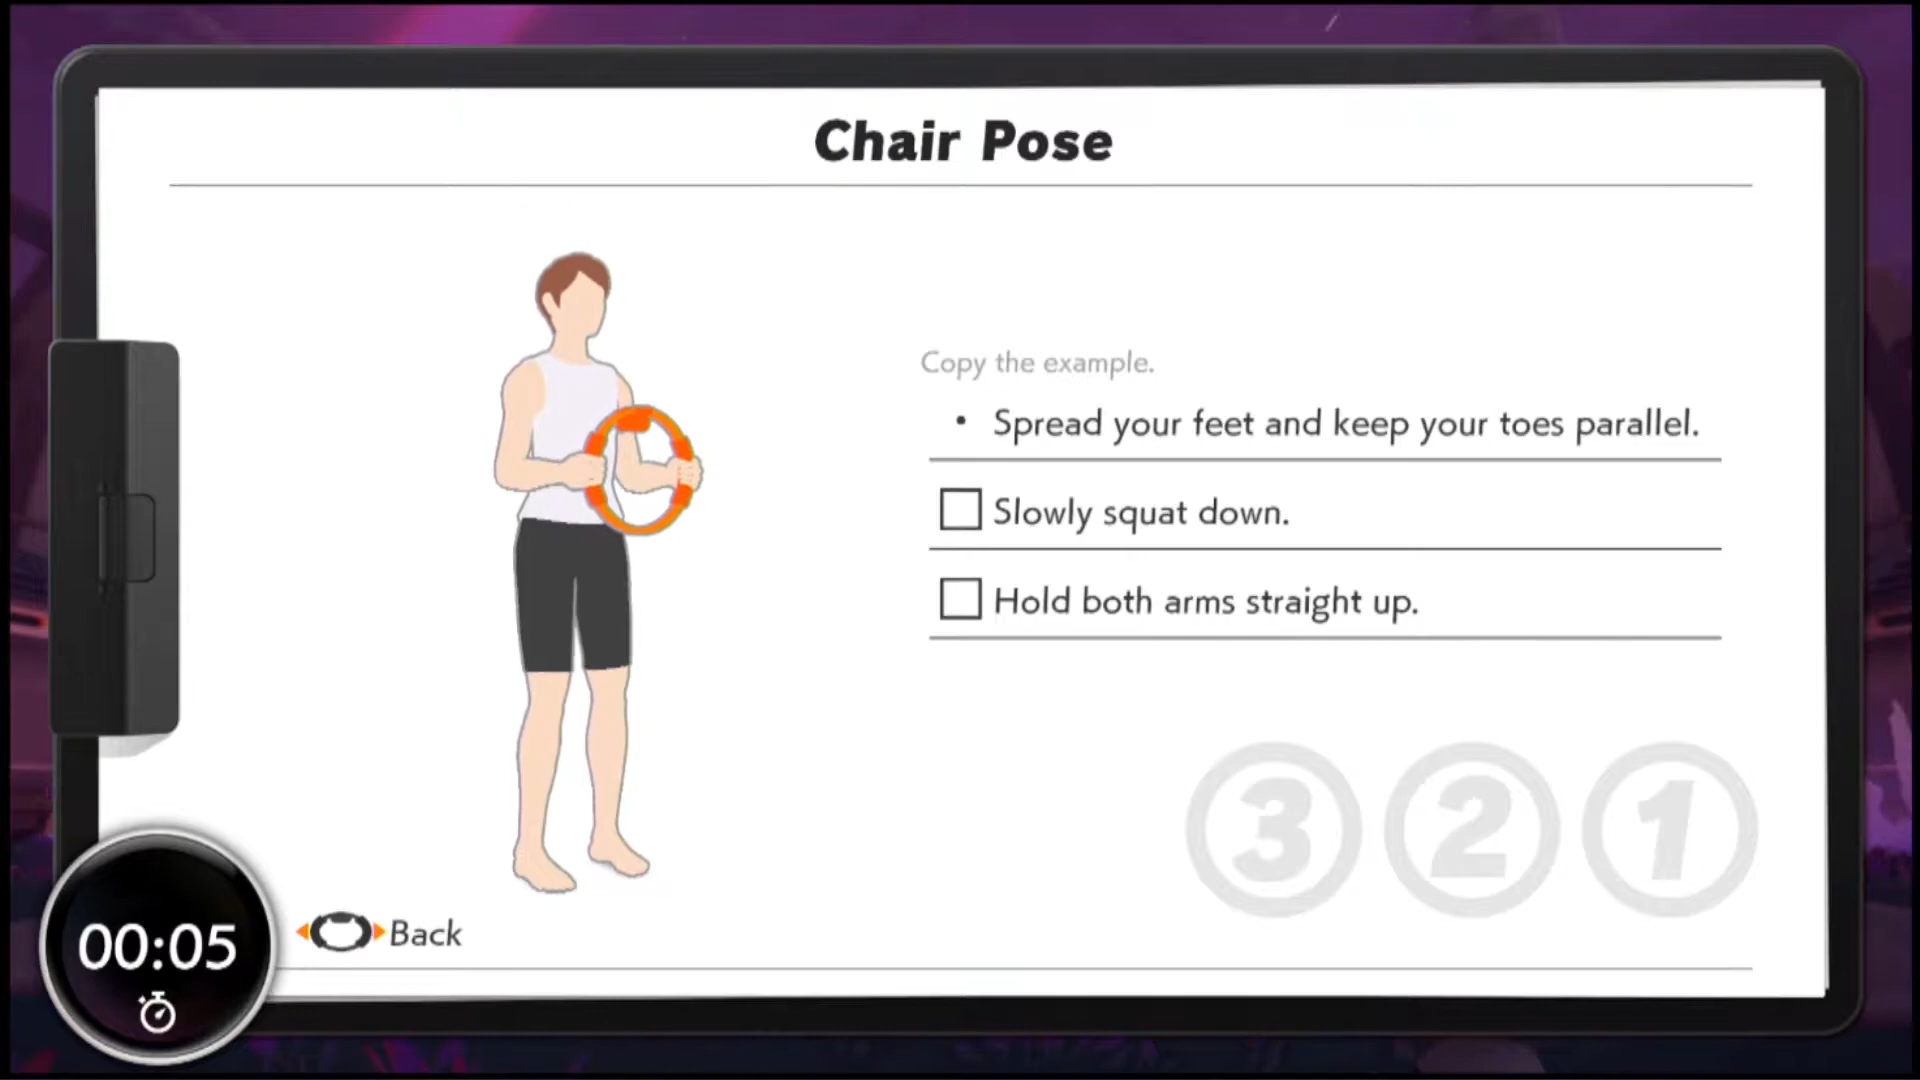 Chair Pose
Copy the example.
• Spread your feet and keep your toes parallel.
Slowly squat down.
Hold both arms straight up.
3 2 1
Back
00:05